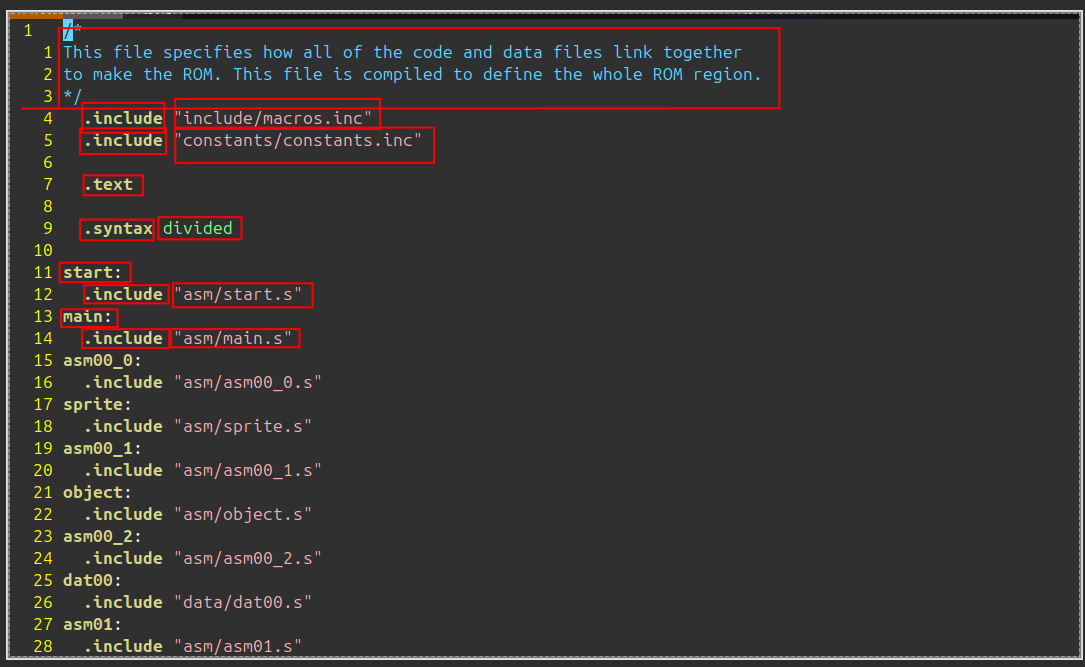 1 /*
1 This file specifies how all of the code and data files link together
2 to make the ROM. This file is compiled to define the whole ROM region.
3 */
4 .include "include/macros.inc"
5 .include "constants/constants.inc"
6
7 .text
8
9 .syntax divided
10
11 start:
12 .include "asm/start.s"
13 main:
14 .include "asm/main.s"
15 asm00_0:
16 .include "asm/asm00_0.s"
17 sprite:
18 .include "asm/sprite.s"
19 asm00_1:
20 .include "asm/asm00_1.s"
21 object:
22 .include "asm/object.s"
23 asm00_2:
24 .include "asm/asm00_2.s"
25 dat00:
26 .include "data/dat00.s"
27 asm01:
28 .include "asm/asm01.s"